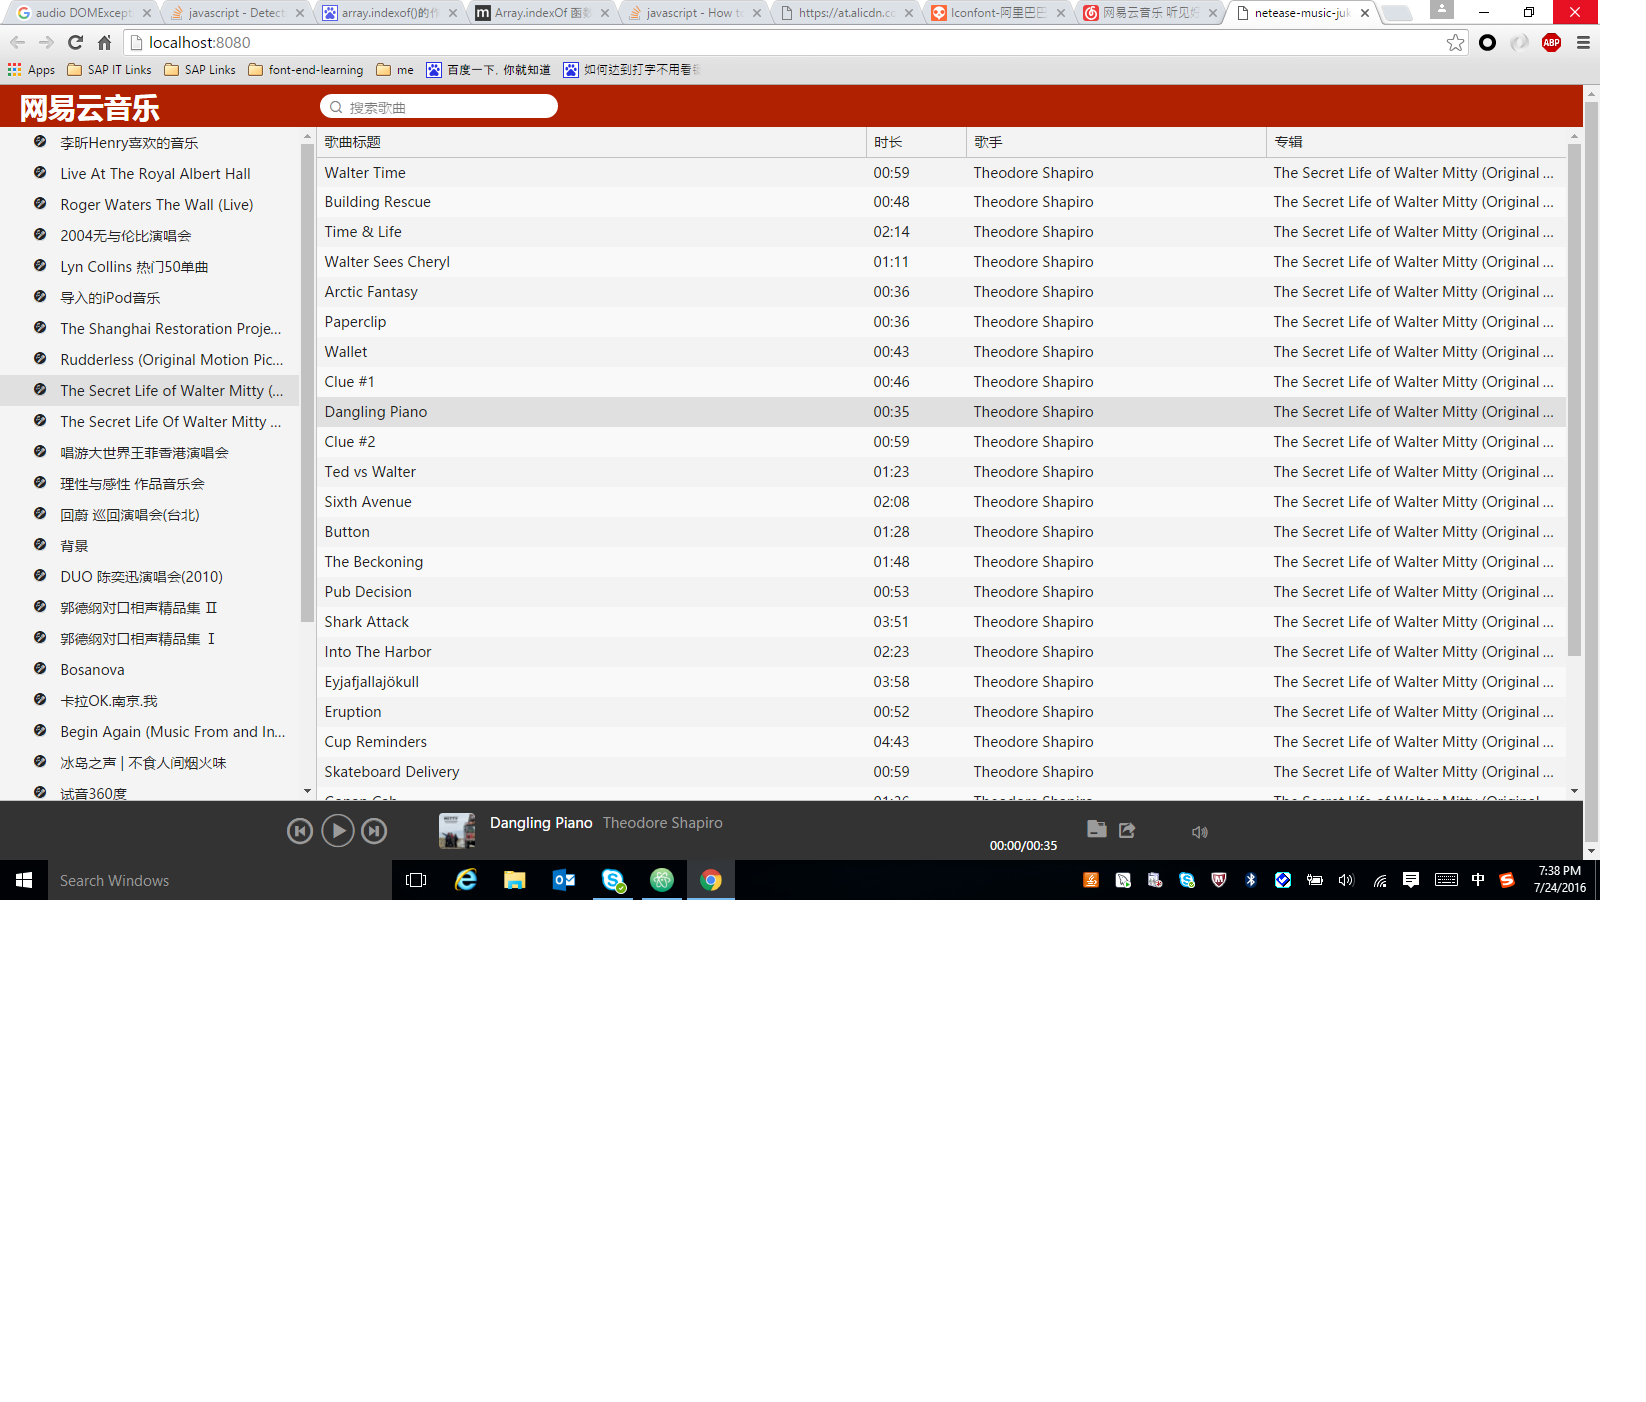 audio DOMExcept
javascript - Detect
array.indexof()的作
Array.indexOf 函数
javascript - How to
https://at.alicdn.co
Iconfont-阿里巴巴
网易云音乐 听见好
netease-music-juk
localhost:8080
Apps
SAP IT Links
SAP Links
font-end-learning
me
百度一下，你就知道
如何达到打字不用看键
网易云音乐
搜索歌曲
李昕Henry喜欢的音乐
Live At The Royal Albert Hall
Roger Waters The Wall (Live)
2004无与伦比演唱会
Lyn Collins 热门50单曲
导入的iPod音乐
The Shanghai Restoration Proje...
Rudderless (Original Motion Pic...
The Secret Life of Walter Mitty (...
The Secret Life Of Walter Mitty ...
唱游大世界王菲香港演唱会
理性与感性 作品音乐会
回蔚 巡回演唱会(台北)
背景
DUO 陈奕迅演唱会(2010)
郭德纲对口相声精品集 Ⅱ
郭德纲对口相声精品集 Ⅰ
Bosanova
卡拉OK.南京.我
Begin Again (Music From and In...
冰岛之声 | 不食人间烟火味
试音360度
歌曲标题 时长 歌手 专辑
Walter Time 00:59 Theodore Shapiro The Secret Life of Walter Mitty (Original ...
Building Rescue 00:48 Theodore Shapiro The Secret Life of Walter Mitty (Original ...
Time & Life 02:14 Theodore Shapiro The Secret Life of Walter Mitty (Original ...
Walter Sees Cheryl 01:11 Theodore Shapiro The Secret Life of Walter Mitty (Original ...
Arctic Fantasy 00:36 Theodore Shapiro The Secret Life of Walter Mitty (Original ...
Paperclip 00:36 Theodore Shapiro The Secret Life of Walter Mitty (Original ...
Wallet 00:43 Theodore Shapiro The Secret Life of Walter Mitty (Original ...
Clue #1 00:46 Theodore Shapiro The Secret Life of Walter Mitty (Original ...
Dangling Piano 00:35 Theodore Shapiro The Secret Life of Walter Mitty (Original ...
Clue #2 00:59 Theodore Shapiro The Secret Life of Walter Mitty (Original ...
Ted vs Walter 01:23 Theodore Shapiro The Secret Life of Walter Mitty (Original ...
Sixth Avenue 02:08 Theodore Shapiro The Secret Life of Walter Mitty (Original ...
Button 01:28 Theodore Shapiro The Secret Life of Walter Mitty (Original ...
The Beckoning 01:48 Theodore Shapiro The Secret Life of Walter Mitty (Original ...
Pub Decision 00:53 Theodore Shapiro The Secret Life of Walter Mitty (Original ...
Shark Attack 03:51 Theodore Shapiro The Secret Life of Walter Mitty (Original ...
Into The Harbor 02:23 Theodore Shapiro The Secret Life of Walter Mitty (Original ...
Eyjafjallajökull 03:58 Theodore Shapiro The Secret Life of Walter Mitty (Original ...
Eruption 00:52 Theodore Shapiro The Secret Life of Walter Mitty (Original ...
Cup Reminders 04:43 Theodore Shapiro The Secret Life of Walter Mitty (Original ...
Skateboard Delivery 00:59 Theodore Shapiro The Secret Life of Walter Mitty (Original ...
Dangling Piano Theodore Shapiro
00:00/00:35
Search Windows
中
7:38 PM
7/24/2016